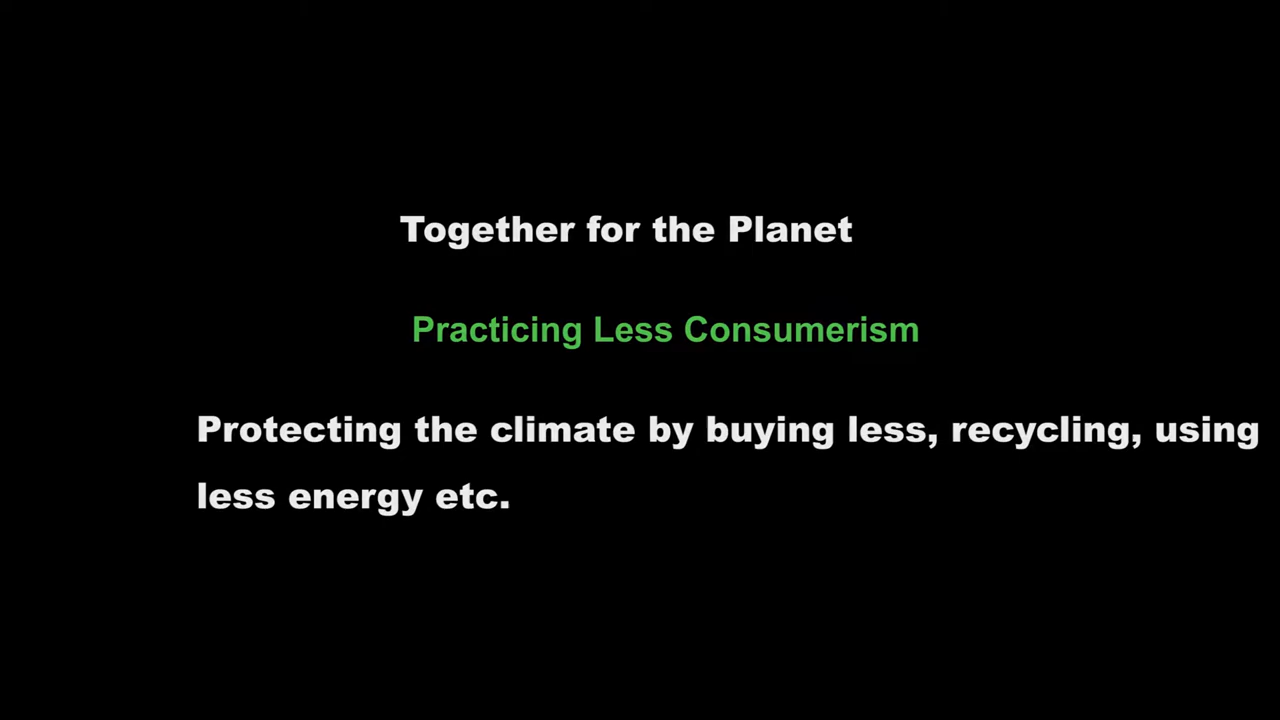 Together for the Planet
Practicing Less Consumerism
Protecting the climate by buying less, recycling, using
less energy etc.